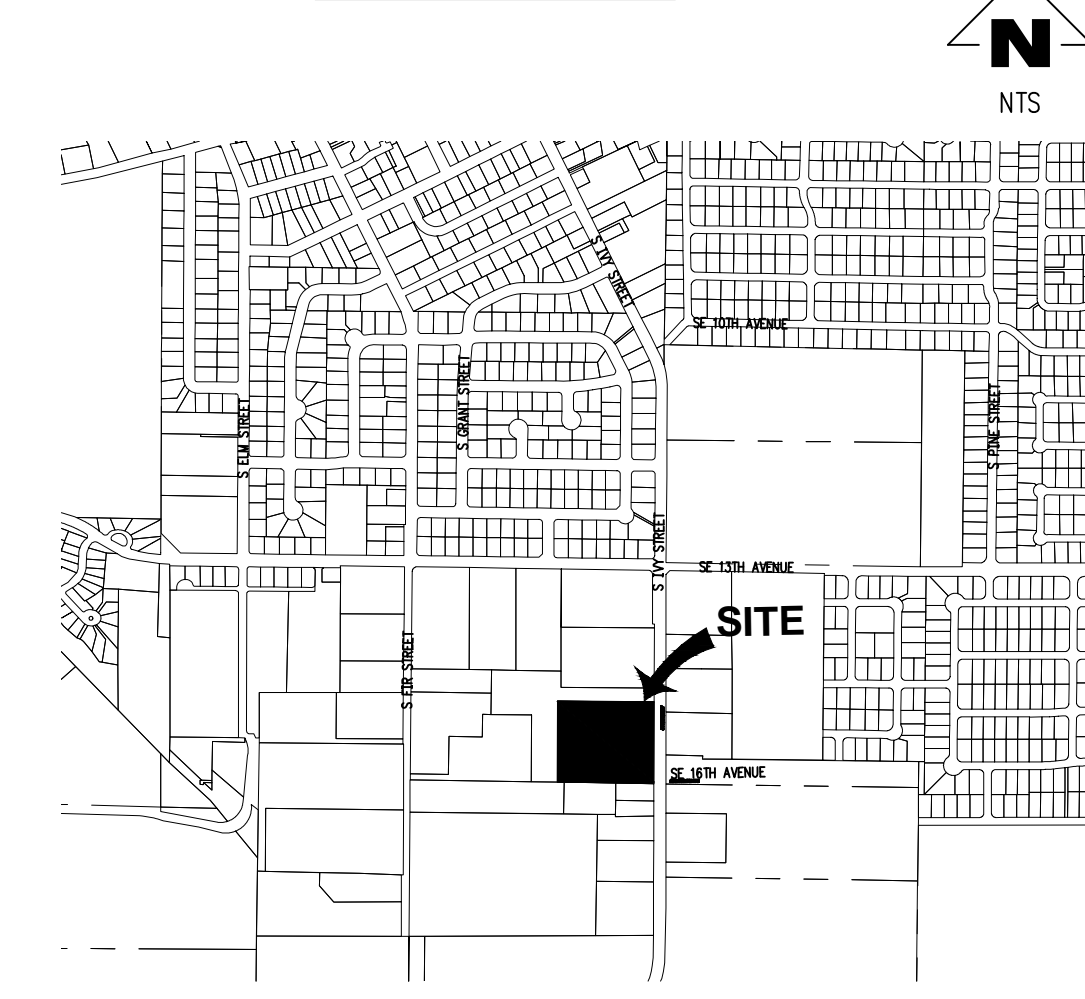 N
NTS
S IVY STREET
SE 10TH AVENUE
S GRANT STREET
S PINE STREET
S ELM STREET
S IVY STREET
SE 13TH AVENUE
SITE
S FIR STREET
SE 16TH AVENUE